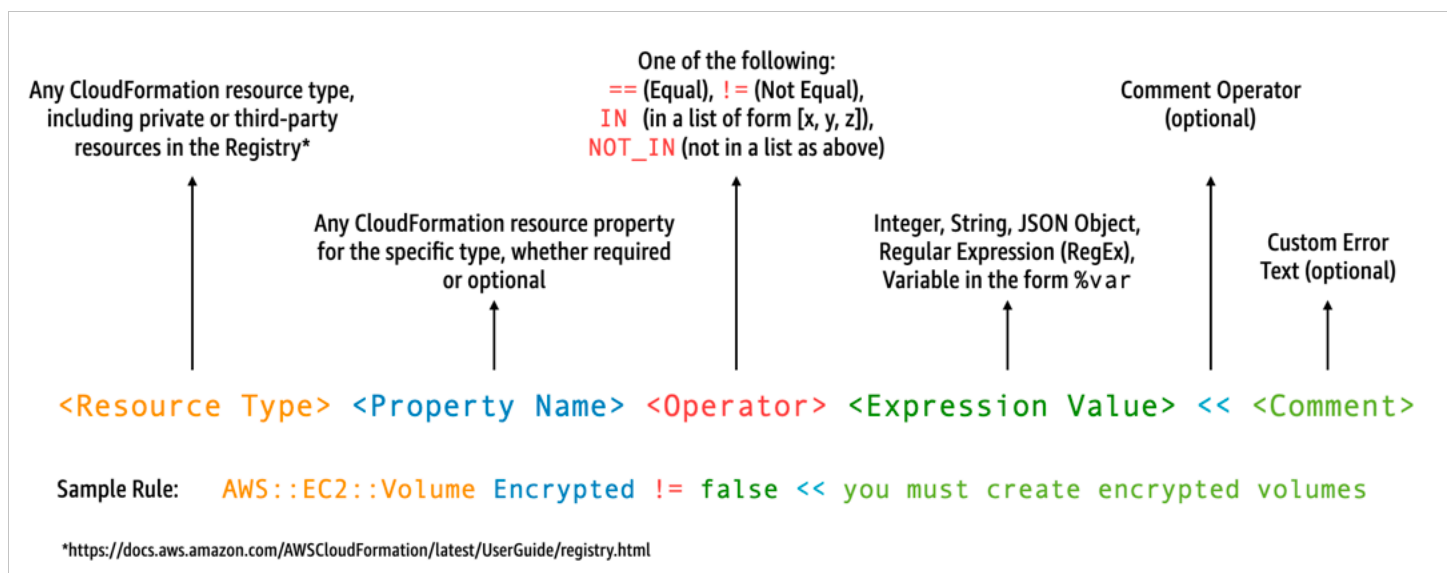 One of the following:
== (Equal), != (Not Equal),
IN (in a list of form [x, y, z]),
NOT_IN (not in a list as above)
Any CloudFormation resource type,
including private or third-party
resources in the Registry*
Comment Operator
(optional)
Any CloudFormation resource property
for the specific type, whether required
or optional
Integer, String, JSON Object,
Regular Expression (RegEx),
Variable in the form %var
Custom Error
Text (optional)
<Resource Type> <Property Name> <Operator> <Expression Value> << <Comment>
Sample Rule: AWS::EC2::Volume Encrypted != false << you must create encrypted volumes
*https://docs.aws.amazon.com/AWSCloudFormation/latest/UserGuide/registry.html